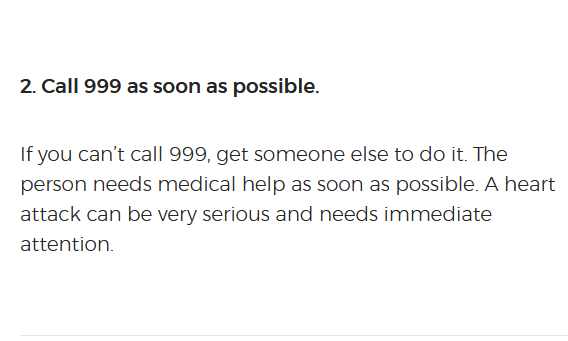 2. Call 999 as soon as possible.
If you can’t call 999, get someone else to do it. The
person needs medical help as soon as possible. A heart
attack can be very serious and needs immediate
attention.